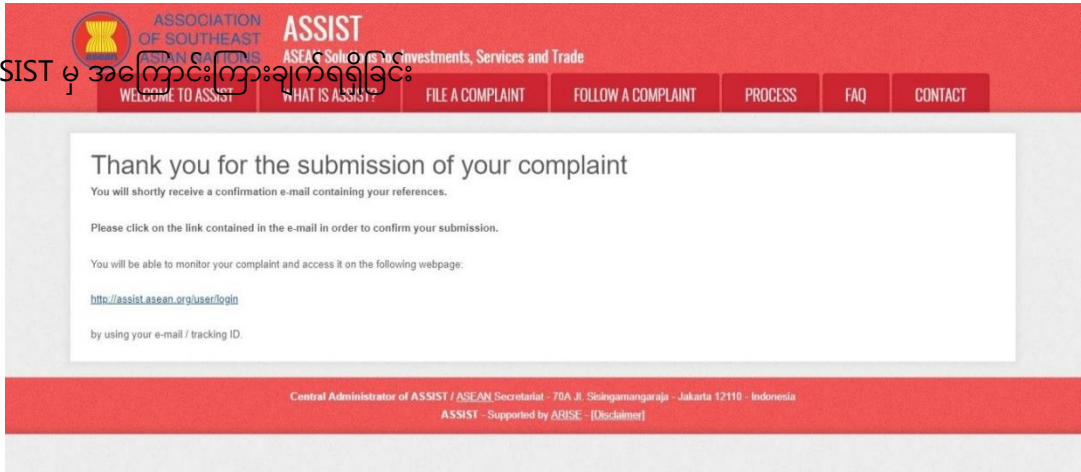 ASSOCIATION
OF SOUTHEAST
ASIAN NATIONS
ASSIST
ASEAN Solutions for Investments, Services and Trade
SIST မှ အကြောင်းကြားချက်ရရှိခြင်း
WELCOME TO ASSIST WHAT IS ASSIST? FILE A COMPLAINT FOLLOW A COMPLAINT PROCESS FAQ CONTACT
Thank you for the submission of your complaint
You will shortly receive a confirmation e-mail containing your references.
Please click on the link contained in the e-mail in order to confirm your submission.
You will be able to monitor your complaint and access it on the following webpage:
http://assist.asean.org/user/login
by using your e-mail / tracking ID.
Central Administrator of ASSIST / ASEAN Secretariat - 70A Jl. Sisingamangaraja - Jakarta 12110 - Indonesia
ASSIST - Supported by ARISE - [Disclaimer]